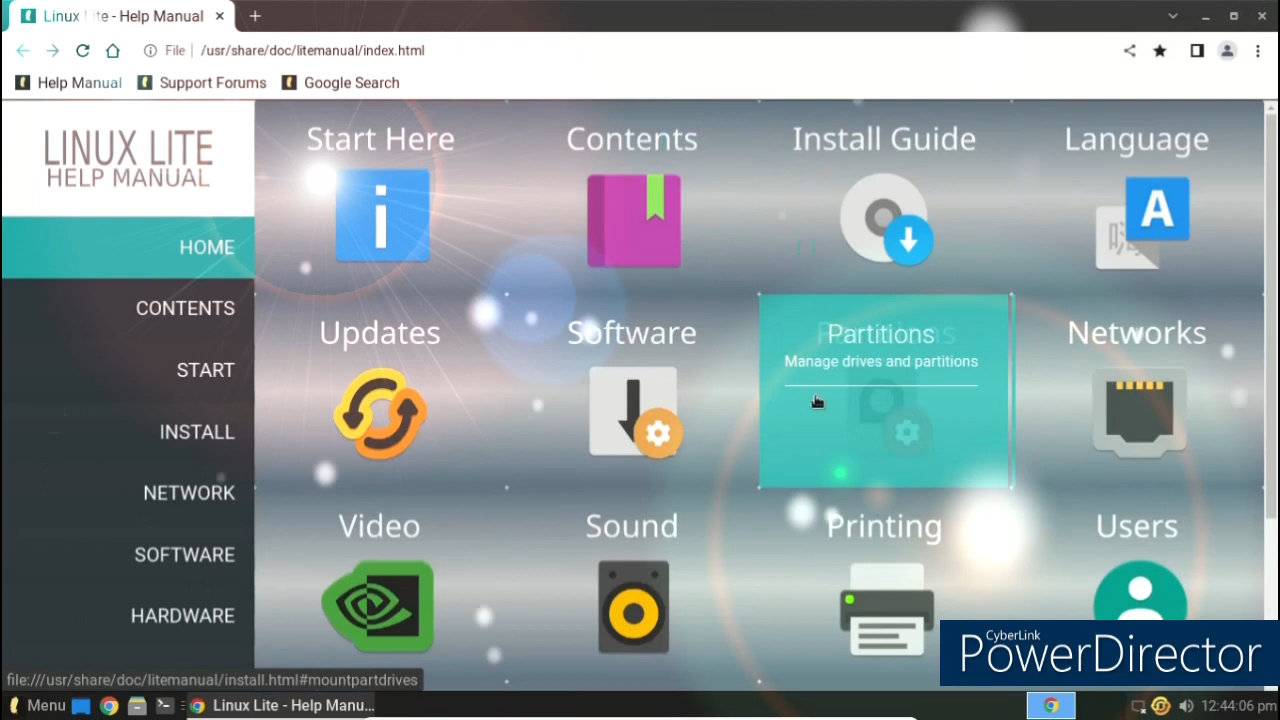 Linux Lite - Help Manual
File
/usr/share/doc/litemanual/index.html
Help Manual
Support Forums
Google Search
LINUX LITE
HELP MANUAL
HOME
CONTENTS
START
INSTALL
NETWORK
SOFTWARE
HARDWARE
Start Here
Contents
Install Guide
Language
i
A
Updates
Software
Partitions
Manage drives and partitions
Networks
Video
Sound
Printing
Users
CyberLink
PowerDirector
file:///usr/share/doc/litemanual/install.html#mountpartdrives
Menu
Linux Lite - Help Manu...
12:44:06 pm